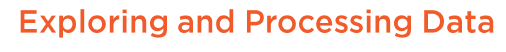 Exploring and Processing Data